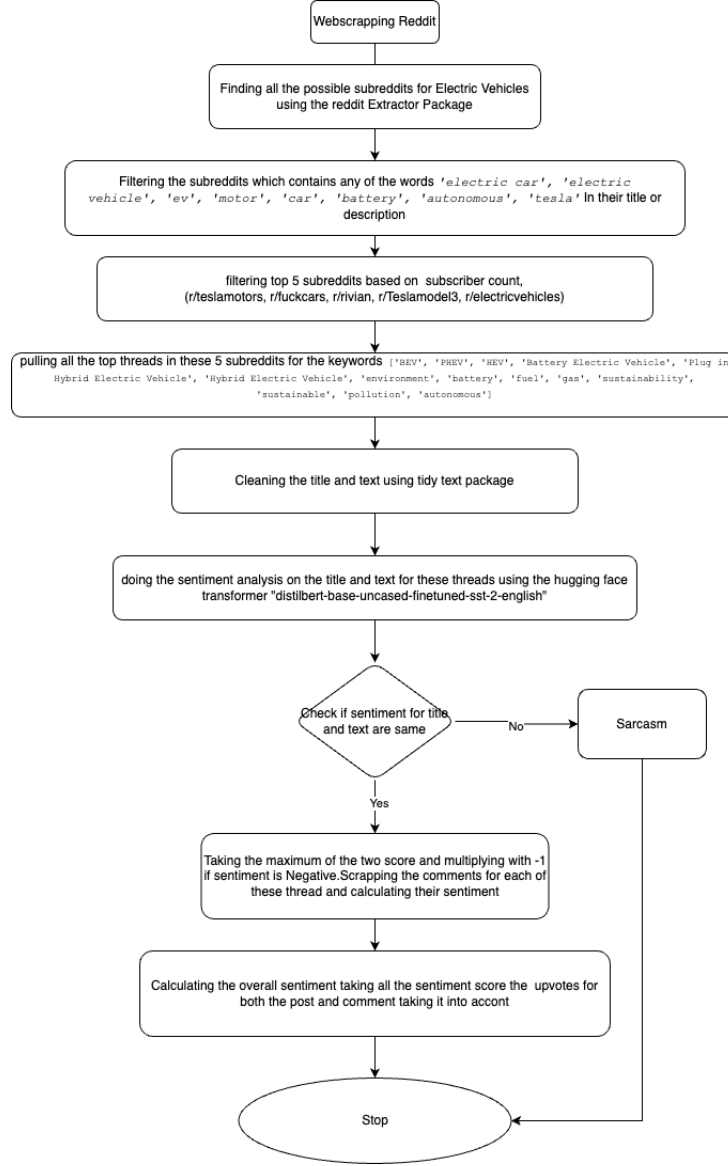 Webscrapping Reddit
Finding all the possible subreddits for Electric Vehicles
using the reddit Extractor Package
Filtering the subreddits which contains any of the words 'electric car', 'electric
vehicle', 'ev', 'motor', 'car', 'battery', 'autonomous', 'tesla' In their title or
description
filtering top 5 subreddits based on subscriber count,
(r/teslamotors, r/fuckcars, r/rivian, r/Teslamodel3, r/electricvehicles)
pulling all the top threads in these 5 subreddits for the keywords ['BEV', 'PHEV', 'HEV', 'Battery Electric Vehicle', 'Plug in
Hybrid Electric Vehicle', 'Hybrid Electric Vehicle', 'environment', 'battery', 'fuel', 'gas', 'sustainability',
'sustainable', 'pollution', 'autonomous']
Cleaning the title and text using tidy text package
doing the sentiment analysis on the title and text for these threads using the hugging face
transformer "distilbert-base-uncased-finetuned-sst-2-english"
Check if sentiment for title
and text are same
No
Sarcasm
Yes
Taking the maximum of the two score and multiplying with -1
if sentiment is Negative.Scrapping the comments for each of
these thread and calculating their sentiment
Calculating the overall sentiment taking all the sentiment score the upvotes for
both the post and comment taking it into accont
Stop